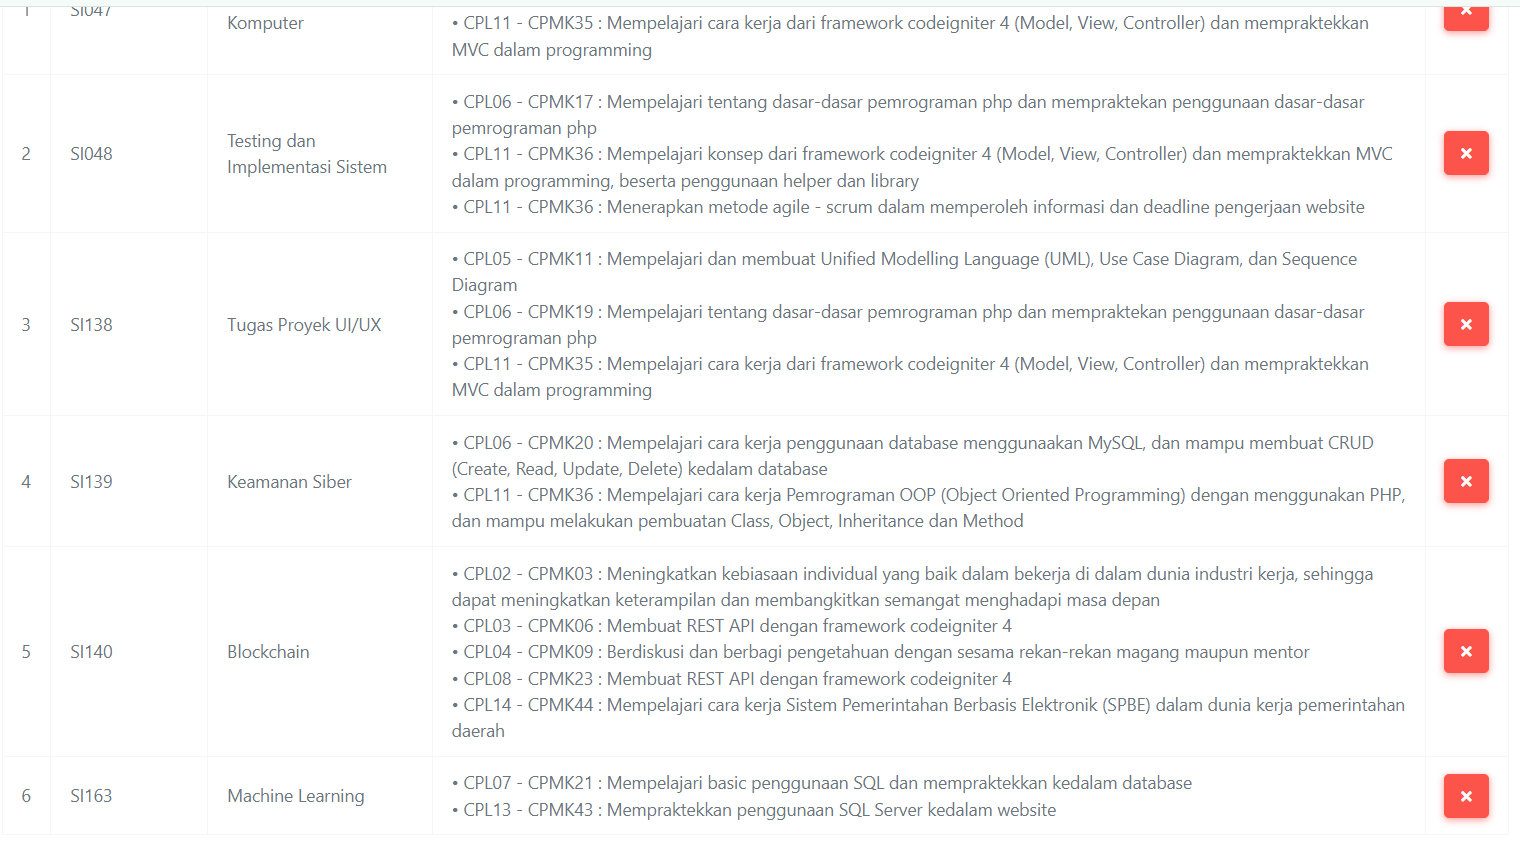 1 SI047
Komputer
• CPL11 - CPMK35 : Mempelajari cara kerja dari framework codeigniter 4 (Model, View, Controller) dan mempraktekkan
MVC dalam programming
2 SI048
Testing dan
Implementasi Sistem
• CPL06 - CPMK17 : Mempelajari tentang dasar-dasar pemrograman php dan mempraktekan penggunaan dasar-dasar
pemrograman php
• CPL11 - CPMK36 : Mempelajari konsep dari framework codeigniter 4 (Model, View, Controller) dan mempraktekkan MVC
dalam programming, beserta penggunaan helper dan library
• CPL11 - CPMK36 : Menerapkan metode agile - scrum dalam memperoleh informasi dan deadline pengerjaan website
3 SI138 Tugas Proyek UI/UX
• CPL05 - CPMK11 : Mempelajari dan membuat Unified Modelling Language (UML), Use Case Diagram, dan Sequence
Diagram
• CPL06 - CPMK19 : Mempelajari tentang dasar-dasar pemrograman php dan mempraktekan penggunaan dasar-dasar
pemrograman php
• CPL11 - CPMK35 : Mempelajari cara kerja dari framework codeigniter 4 (Model, View, Controller) dan mempraktekkan
MVC dalam programming
4 SI139 Keamanan Siber
• CPL06 - CPMK20 : Mempelajari cara kerja penggunaan database menggunaakan MySQL, dan mampu membuat CRUD
(Create, Read, Update, Delete) kedalam database
• CPL11 - CPMK36 : Mempelajari cara kerja Pemrograman OOP (Object Oriented Programming) dengan menggunakan PHP,
dan mampu melakukan pembuatan Class, Object, Inheritance dan Method
5 SI140 Blockchain
• CPL02 - CPMK03 : Meningkatkan kebiasaan individual yang baik dalam bekerja di dalam dunia industri kerja, sehingga
dapat meningkatkan keterampilan dan membangkitkan semangat menghadapi masa depan
• CPL03 - CPMK06 : Membuat REST API dengan framework codeigniter 4
• CPL04 - CPMK09 : Berdiskusi dan berbagi pengetahuan dengan sesama rekan-rekan magang maupun mentor
• CPL08 - CPMK23 : Membuat REST API dengan framework codeigniter 4
• CPL14 - CPMK44 : Mempelajari cara kerja Sistem Pemerintahan Berbasis Elektronik (SPBE) dalam dunia kerja pemerintahan
daerah
6 SI163 Machine Learning
• CPL07 - CPMK21 : Mempelajari basic penggunaan SQL dan mempraktekkan kedalam database
• CPL13 - CPMK43 : Mempraktekkan penggunaan SQL Server kedalam website